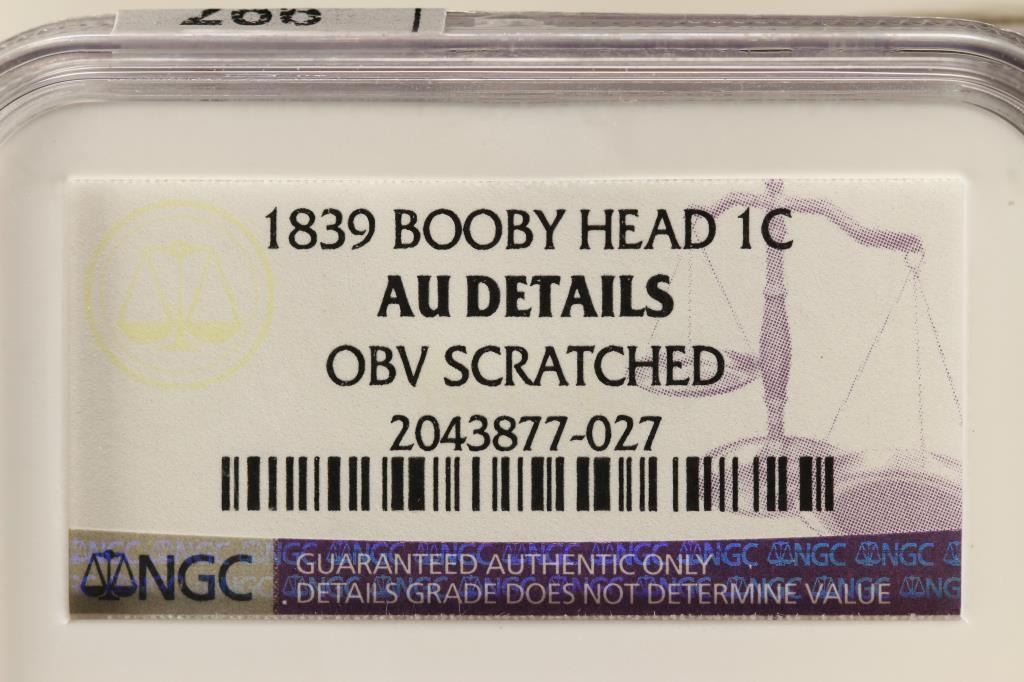 1839 BOOBY HEAD 1C
AU DETAILS
OBV SCRATCHED
2043877-027
NGC
GUARANTEED AUTHENTIC ONLY
. DETAILS GRADE DOES NOT DETERMINE VALUE